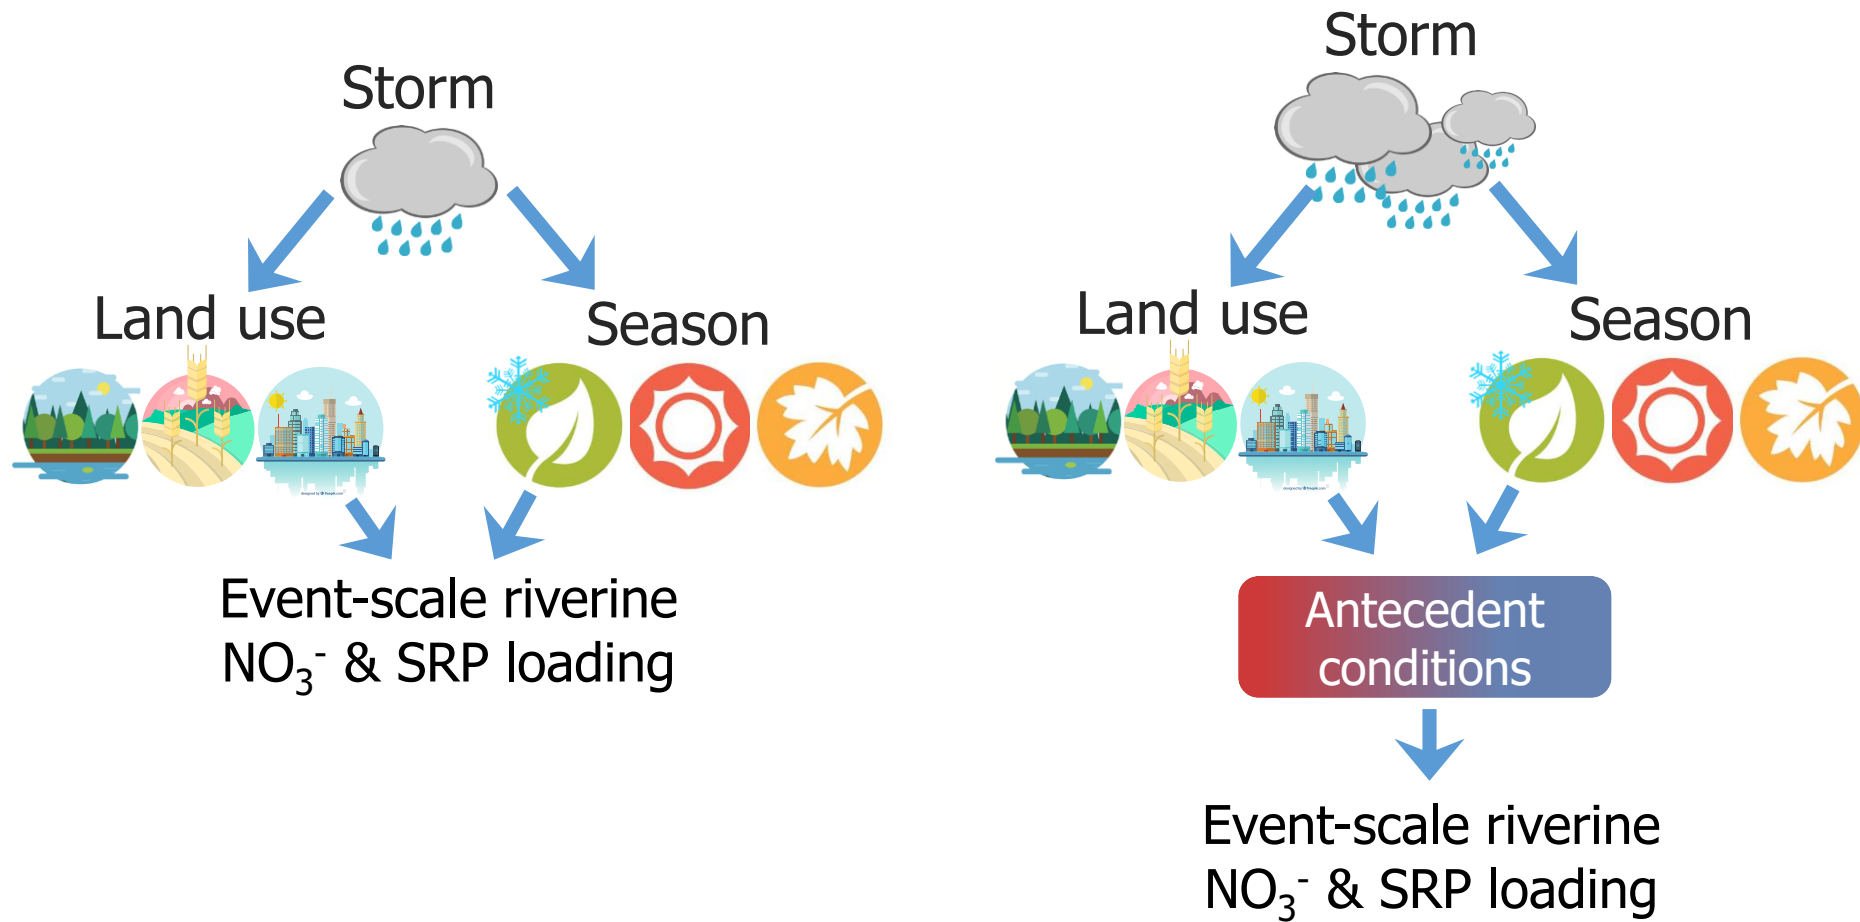 Storm
Land use
Season
Event-scale riverine
NO₃⁻ & SRP loading
Storm
Land use
Season
Antecedent
conditions
Event-scale riverine
NO₃⁻ & SRP loading